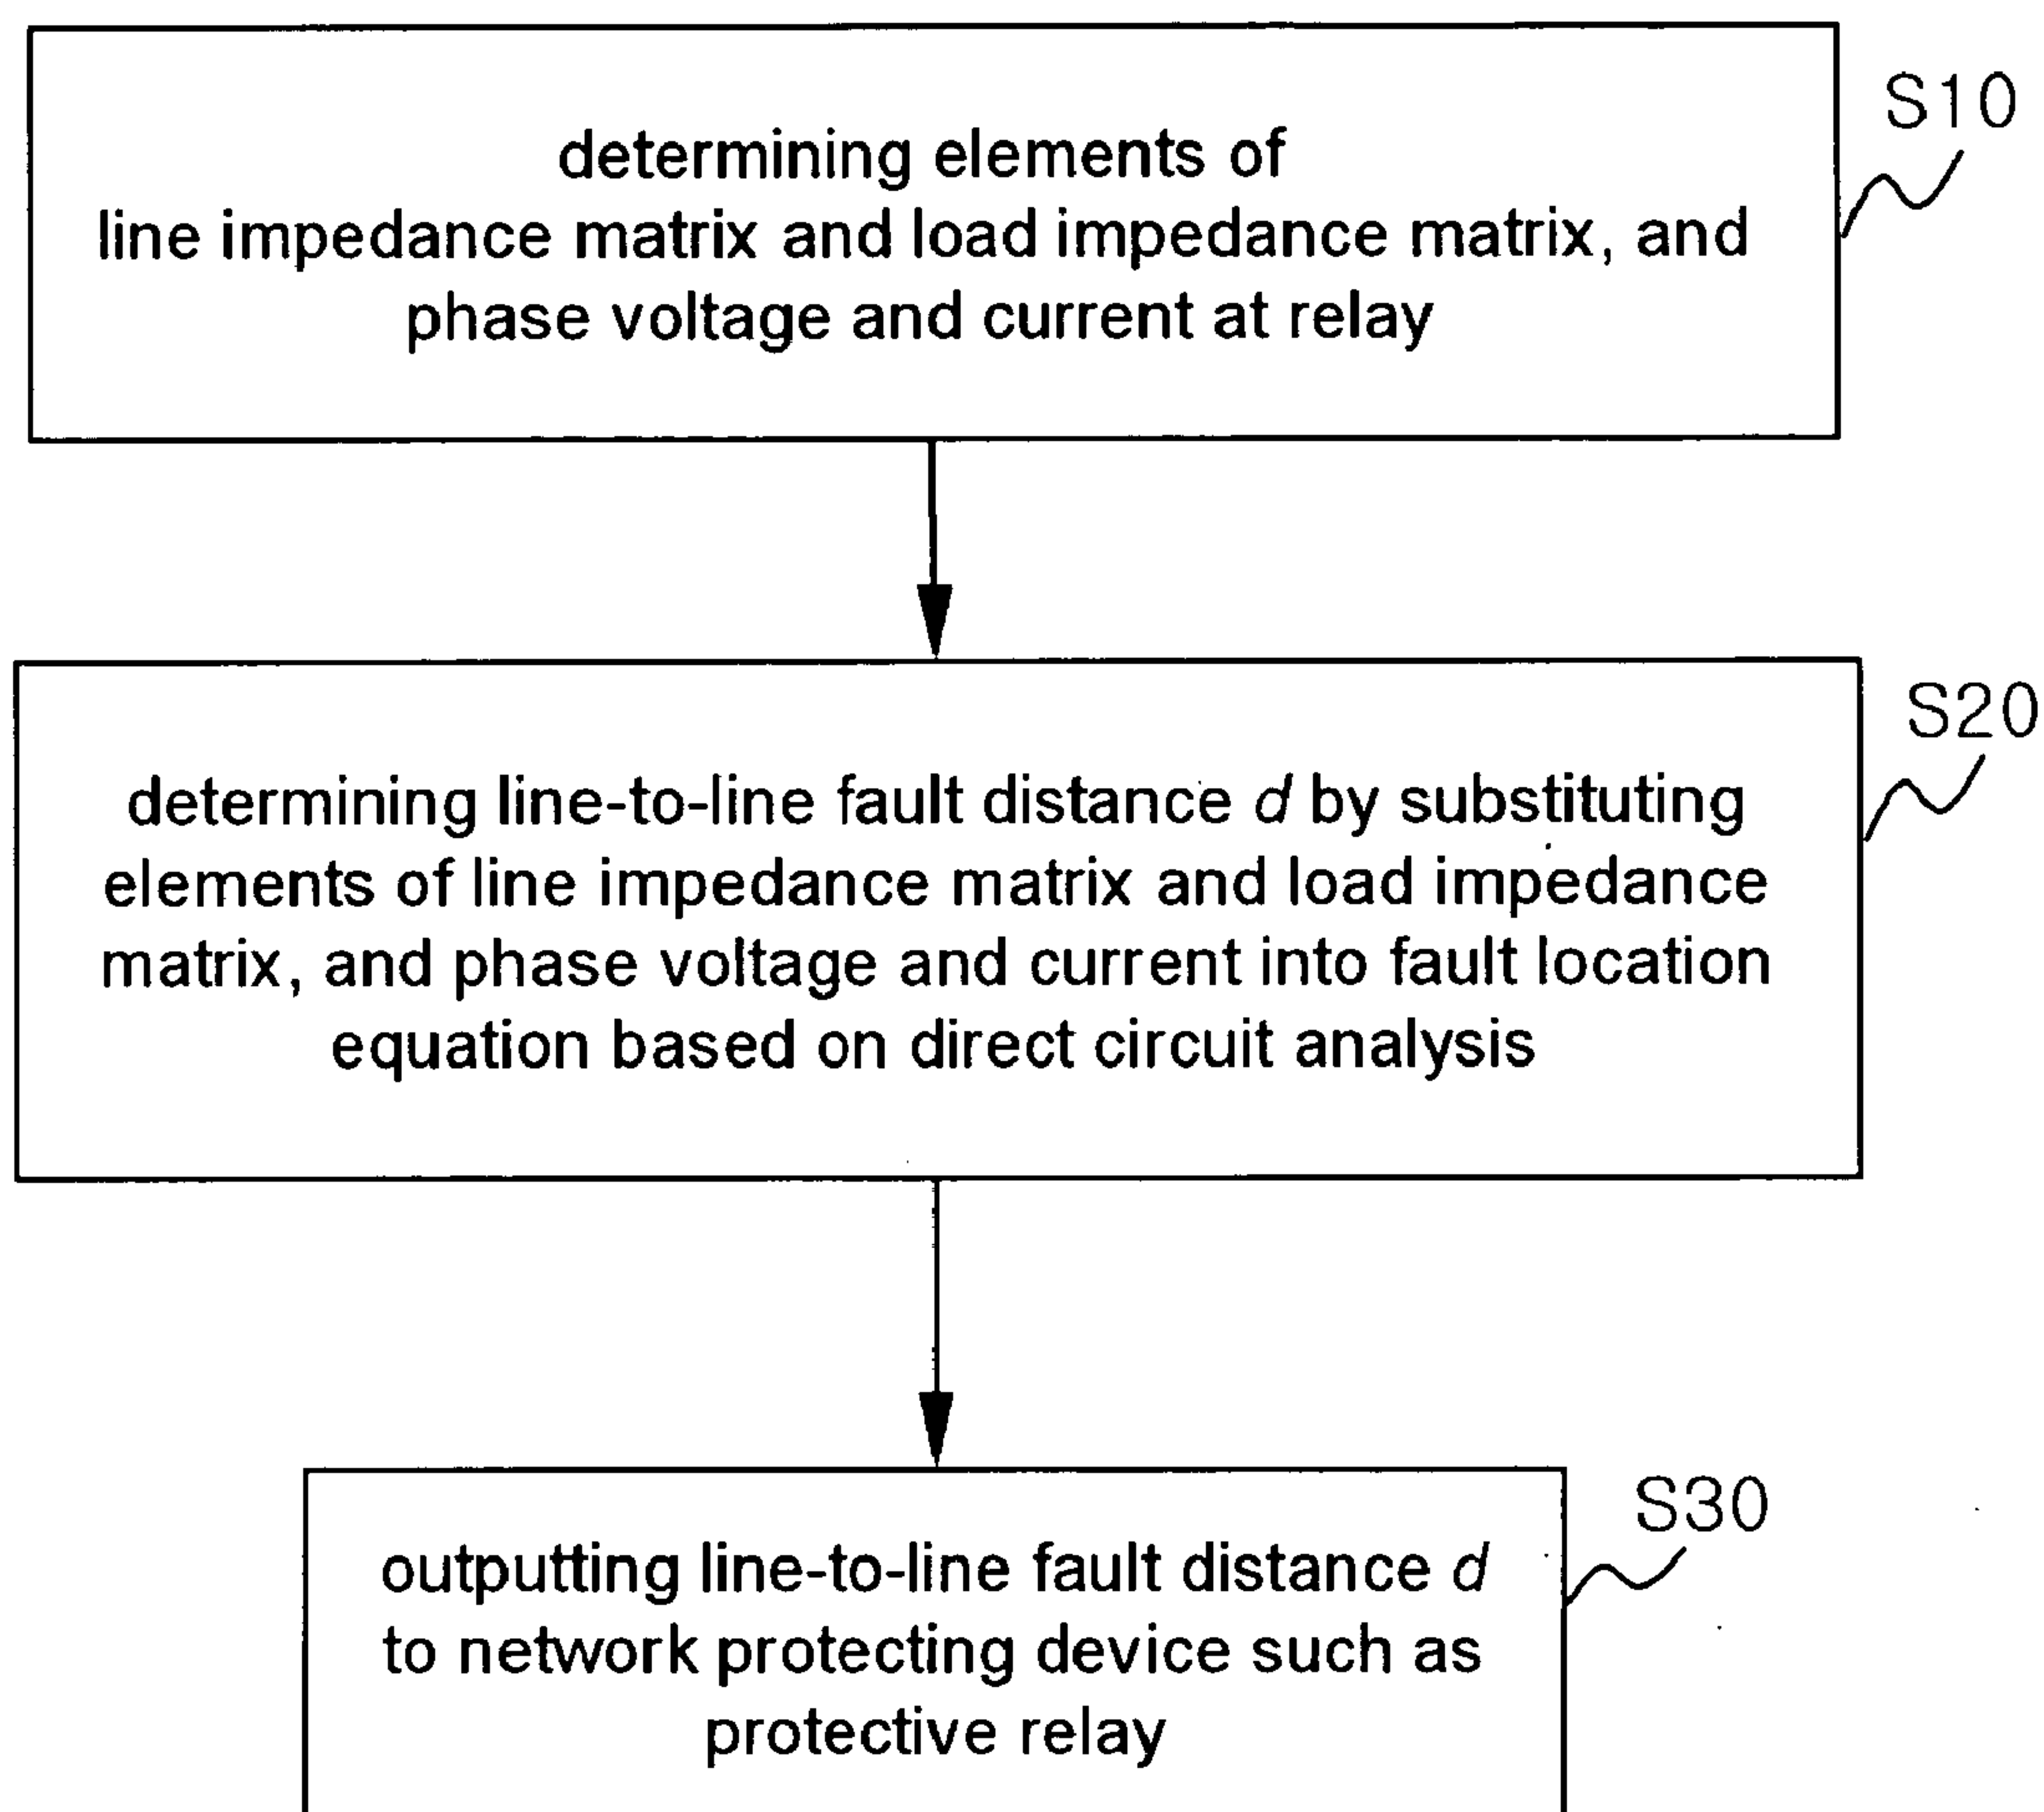 S10
determining elements of
line impedance matrix and load impedance matrix, and
phase voltage and current at relay
S20
determining line-to-line fault distance d by substituting
elements of line impedance matrix and load impedance
matrix, and phase voltage and current into fault location
equation based on direct circuit analysis
S30
outputting line-to-line fault distance d
to network protecting device such as
protective relay